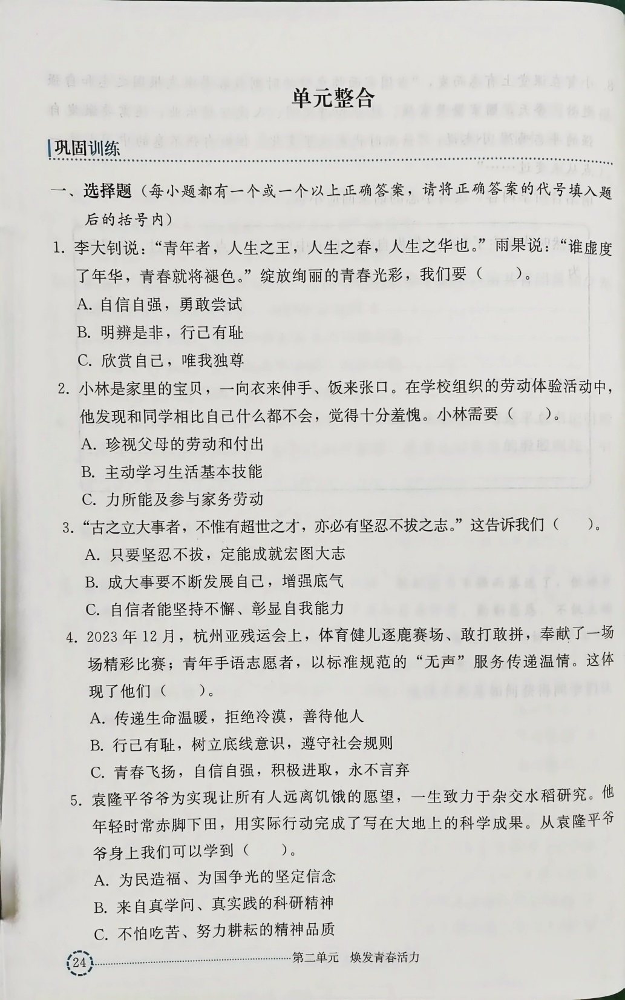 单元整合
巩固训练
一、选择题（每小题都有一个或一个以上正确答案，请将正确答案的代号填入题
后的括号内）
1. 李大钊说：“青年者，人生之王，人生之春，人生之华也。”雨果说：“谁虚度
了年华，青春就将褪色。”绽放绚丽的青春光彩，我们要（　　）。
A. 自信自强，勇敢尝试
B. 明辨是非，行己有耻
C. 欣赏自己，唯我独尊
2. 小林是家里的宝贝，一向衣来伸手、饭来张口。在学校组织的劳动体验活动中，
他发现和同学相比自己什么都不会，觉得十分羞愧。小林需要（　　）。
A. 珍视父母的劳动和付出
B. 主动学习生活基本技能
C. 力所能及参与家务劳动
3. “古之立大事者，不惟有超世之才，亦必有坚忍不拔之志。”这告诉我们（　　）。
A. 只要坚忍不拔，定能成就宏图大志
B. 成大事要不断发展自己，增强底气
C. 自信者能坚持不懈、彰显自我能力
4. 2023 年 12 月，杭州亚残运会上，体育健儿逐鹿赛场、敢打敢拼，奉献了一场
场精彩比赛；青年手语志愿者，以标准规范的“无声”服务传递温情。这体
现了他们（　　）。
A. 传递生命温暖，拒绝冷漠，善待他人
B. 行己有耻，树立底线意识，遵守社会规则
C. 青春飞扬，自信自强，积极进取，永不言弃
5. 袁隆平爷爷为实现让所有人远离饥饿的愿望，一生致力于杂交水稻研究。他
年轻时常赤脚下田，用实际行动完成了写在大地上的科学成果。从袁隆平爷
爷身上我们可以学到（　　）。
A. 为民造福、为国争光的坚定信念
B. 来自真学问、真实践的科研精神
C. 不怕吃苦、努力耕耘的精神品质
24 第二单元　焕发青春活力